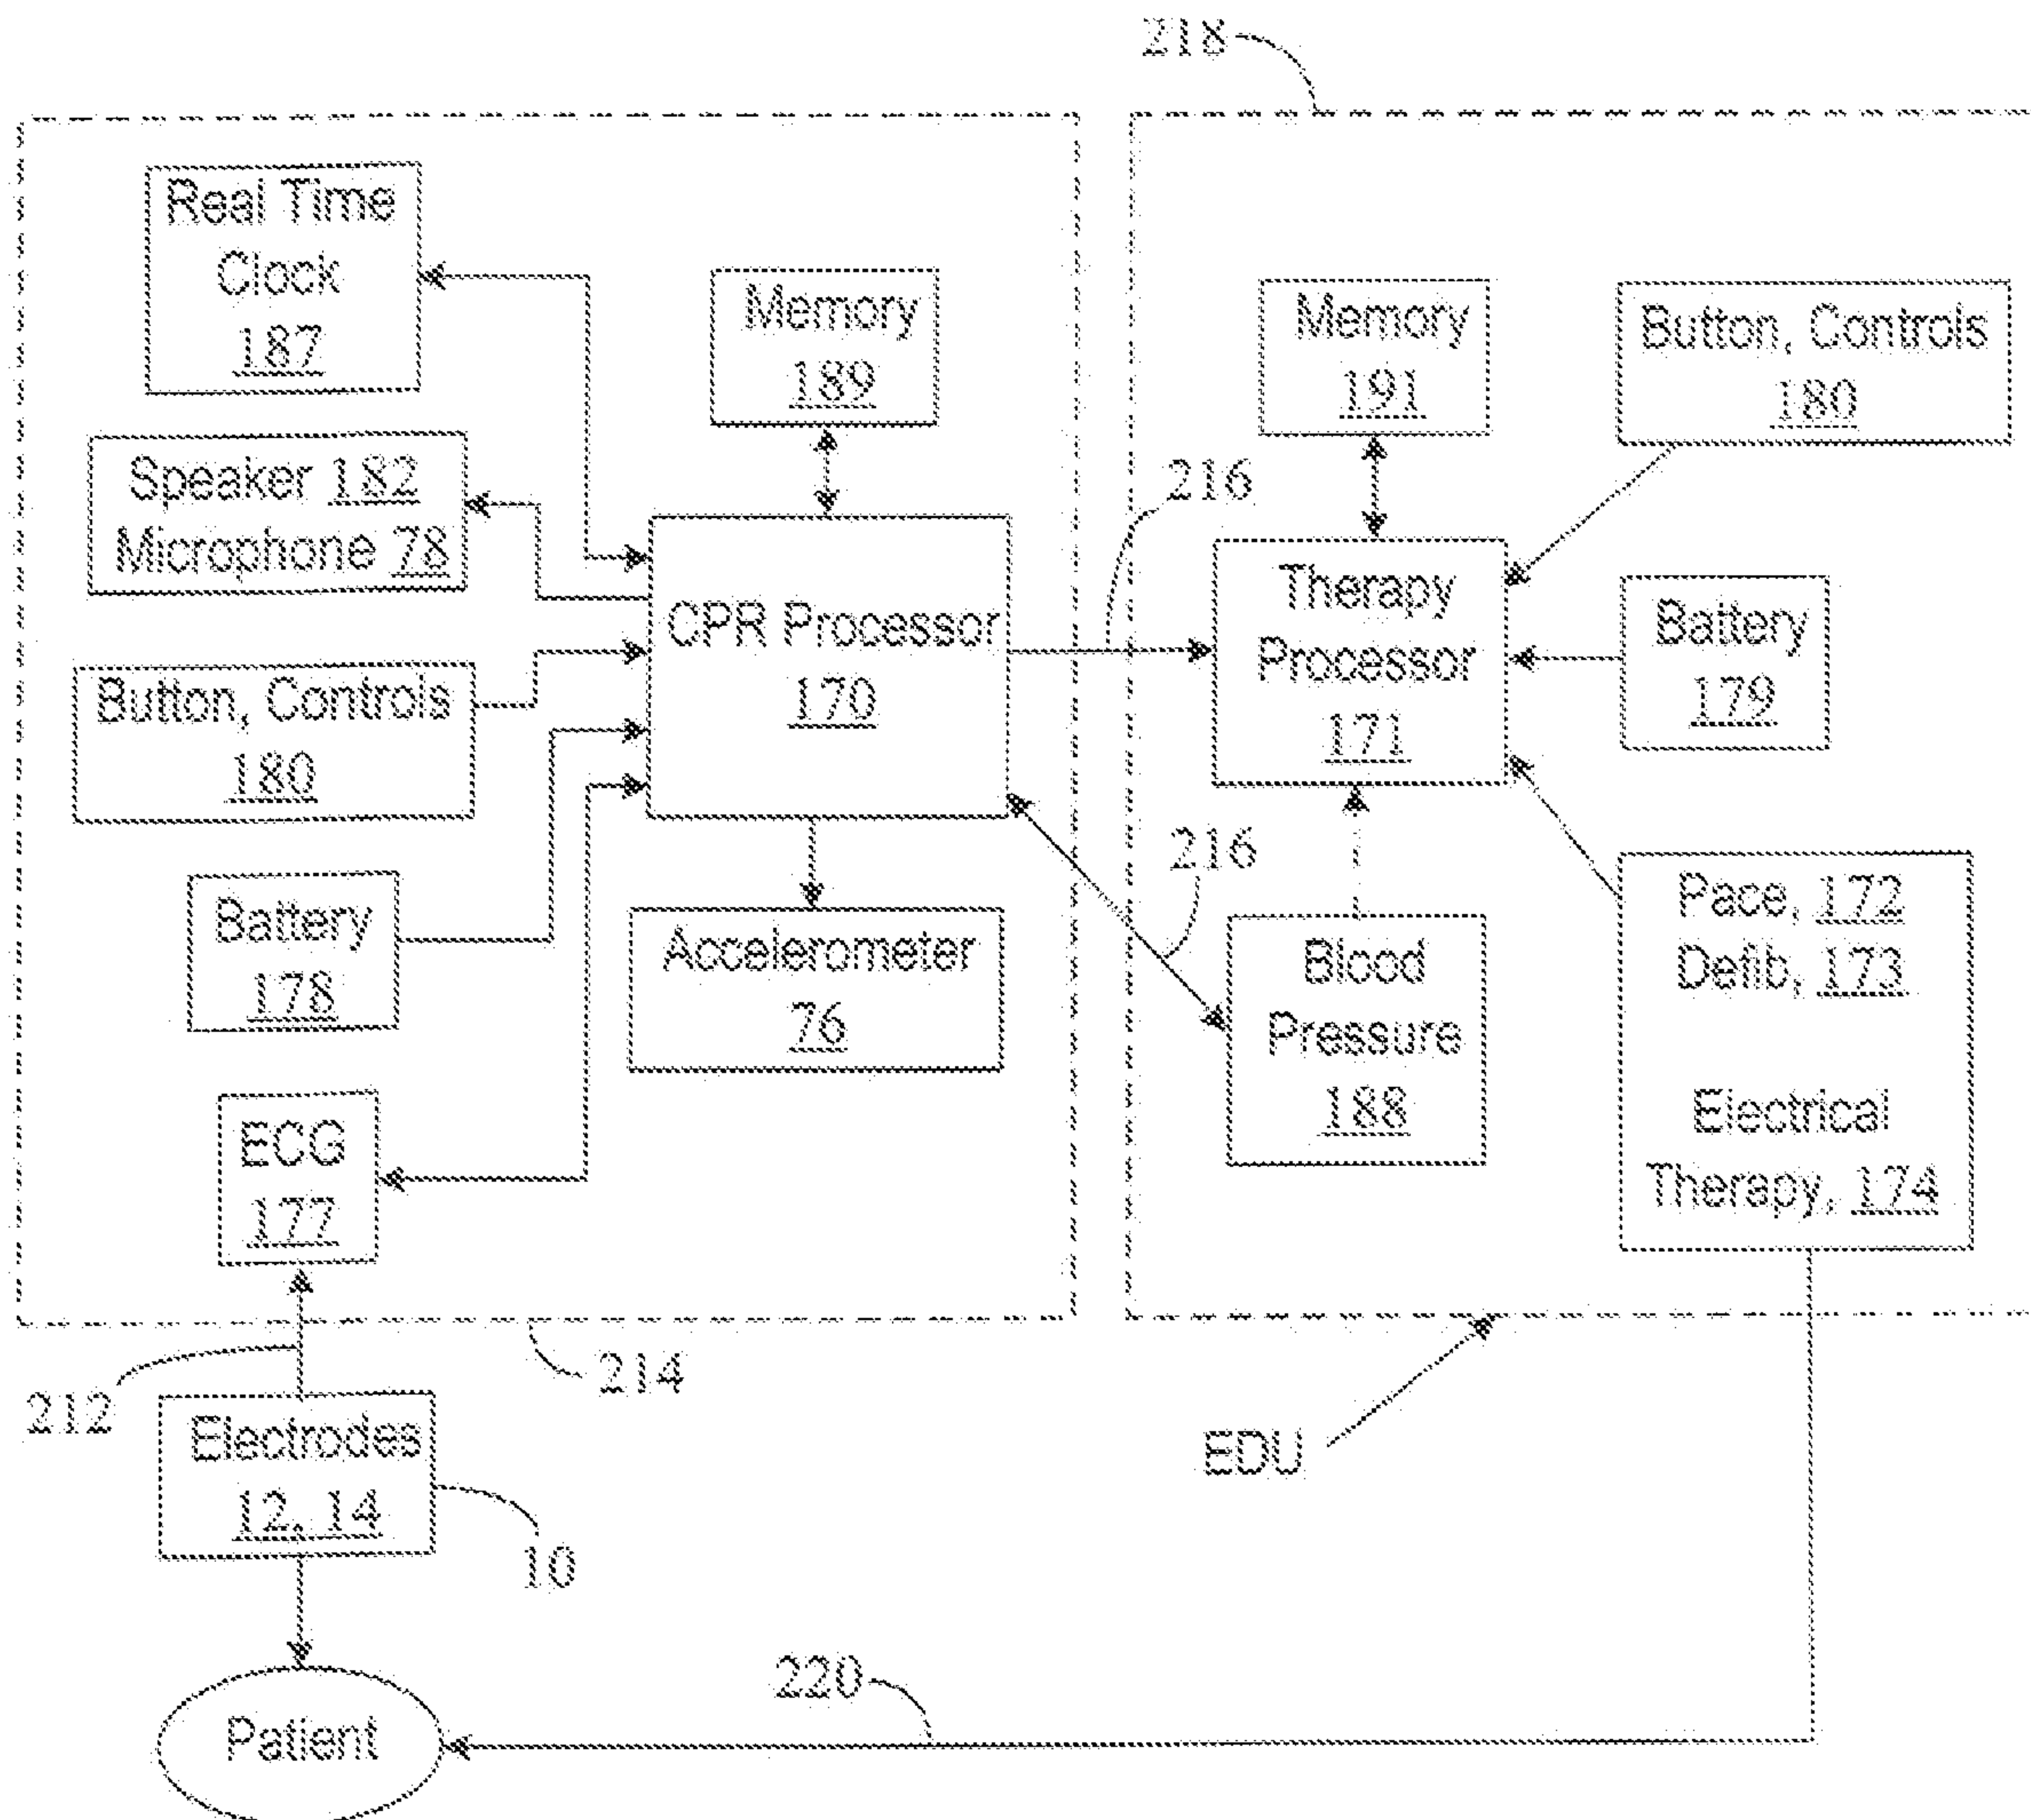 218
Real Time
Clock
187
Memory
189
Speaker 182
Microphone 78
CPR Processor
170
Button, Controls
180
Battery
178
Accelerometer
76
ECG
177
216
216
Memory
191
Button, Controls
180
Therapy
Processor
171
Battery
179
Blood
Pressure
188
Pace, 172
Defib, 173
Electrical
Therapy, 174
212
214
Electrodes
12, 14
10
EDU
220
Patient